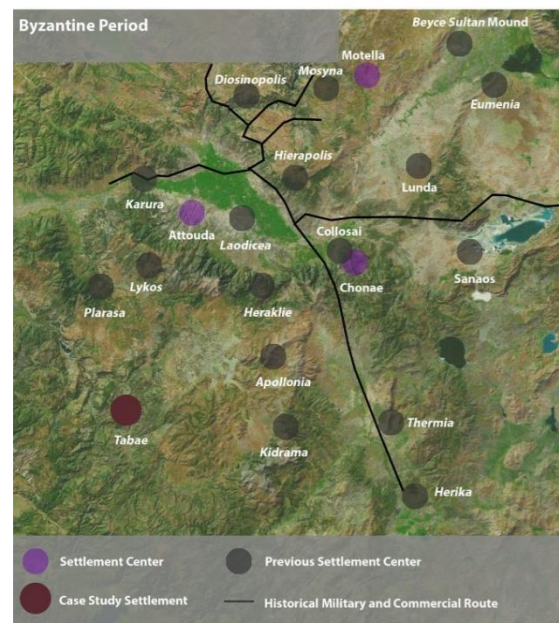 Byzantine Period
Beyce Sultan Mound
Motella
Mosyna
Diosinopolis
Eumenia
Hierapolis
Lunda
Karura
Attouda
Laodicea
Collosai
Sanaos
Lykos
Chonae
Plarasa
Heraklie
Apollonia
Thermia
Tabae
Kidrama
Herika
Settlement Center
Previous Settlement Center
Case Study Settlement
Historical Military and Commercial Route